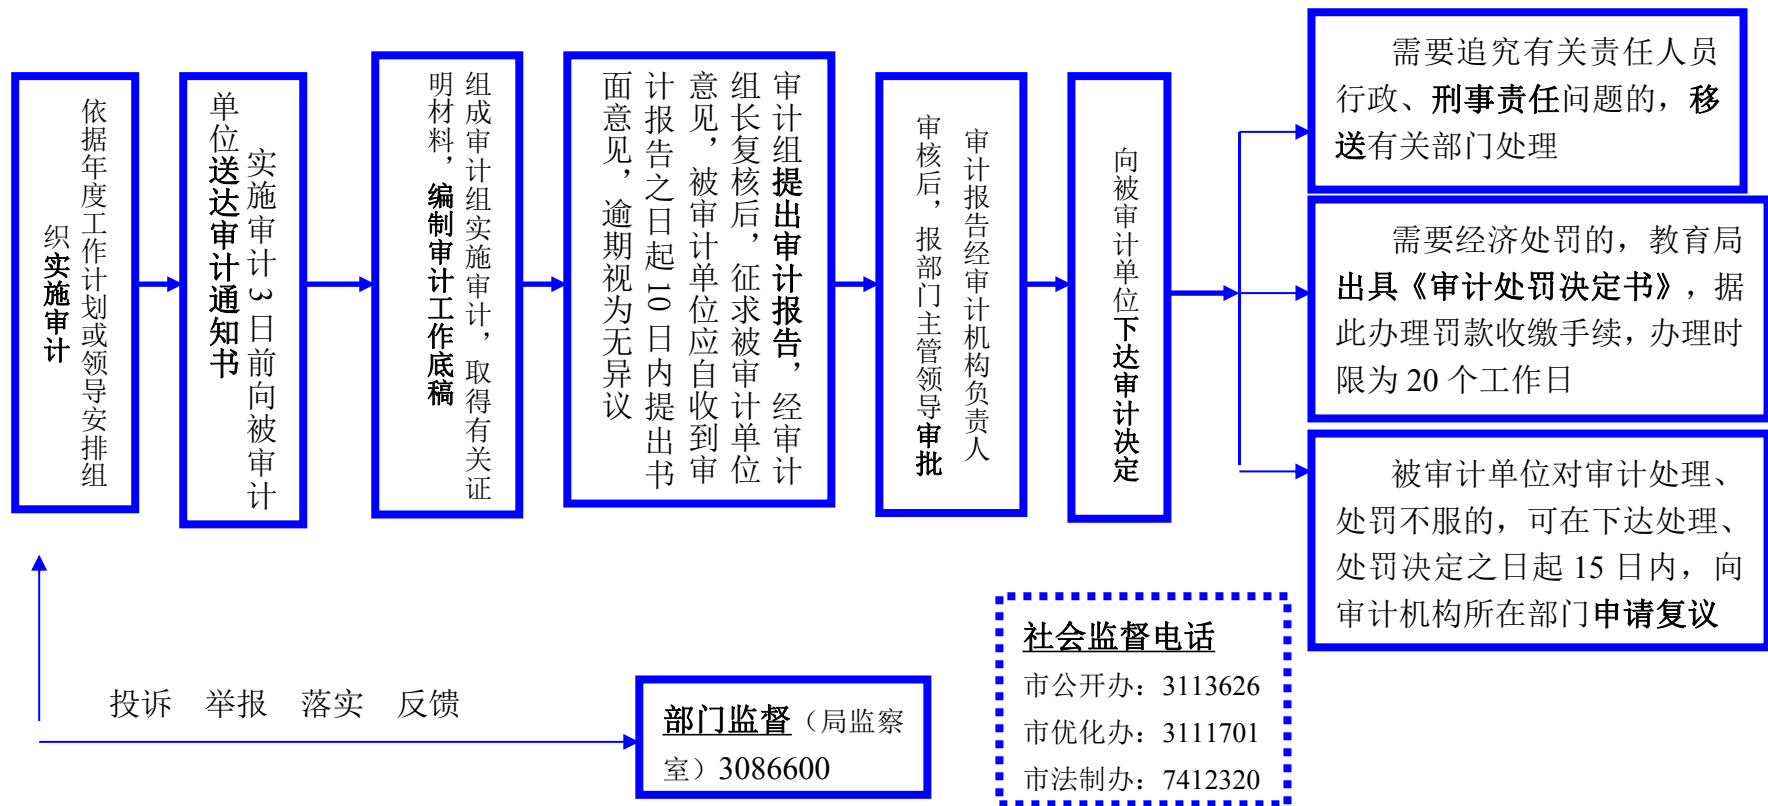 依据年度工作计划或领导安排组
织实施审计
实施审计3日前向被审计
单位送达审计通知书
组成审计组实施审计，取得有关证
明材料，编制审计工作底稿
审计组提出审计报告，经审计
组长复核后，征求被审计单位
意见，被审计单位应自收到审
计报告之日起10日内提出书
面意见，逾期视为无异议
审计报告经审计机构负责人
审核后，报部门主管领导审批
向被审计单位下达审计决定
需要追究有关责任人员
行政、刑事责任问题的，移
送有关部门处理
需要经济处罚的，教育局
出具《审计处罚决定书》，据
此办理罚款收缴手续，办理时
限为 20 个工作日
被审计单位对审计处理、
处罚不服的，可在下达处理、
处罚决定之日起 15 日内，向
审计机构所在部门申请复议
投诉 举报 落实 反馈
部门监督（局监察
室）3086600
社会监督电话
市公开办：3113626
市优化办：3111701
市法制办：7412320